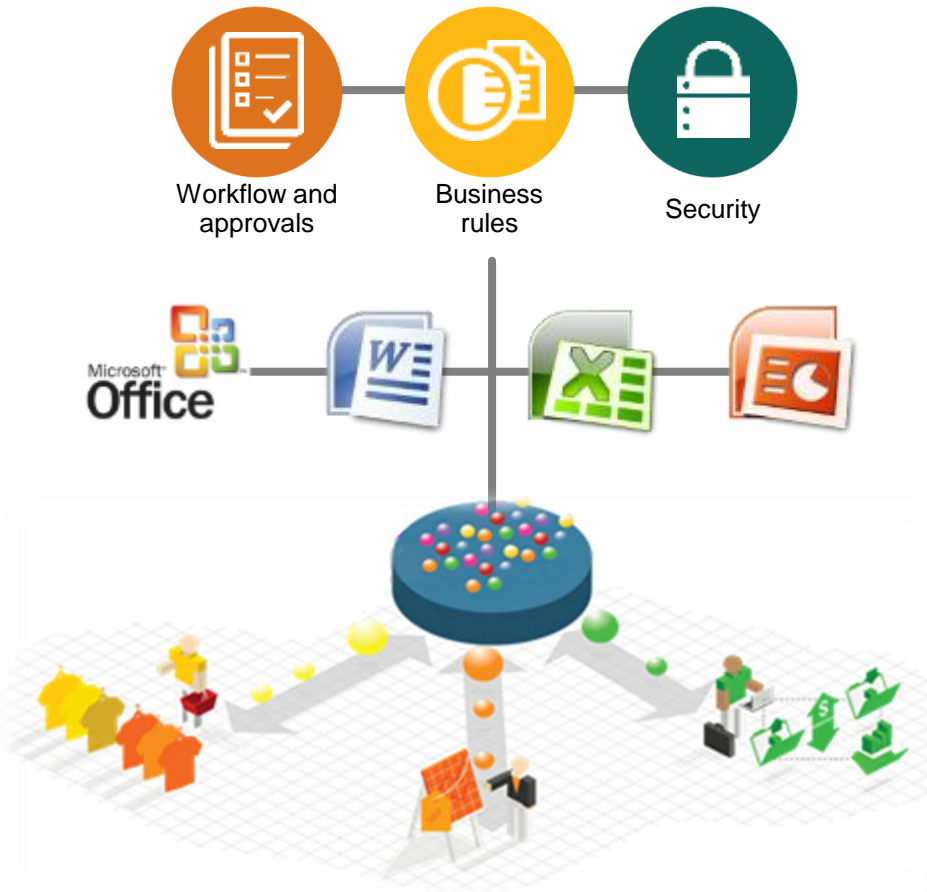 Workflow and
approvals
Business
rules
Security
Microsoft
Office
W
X
$